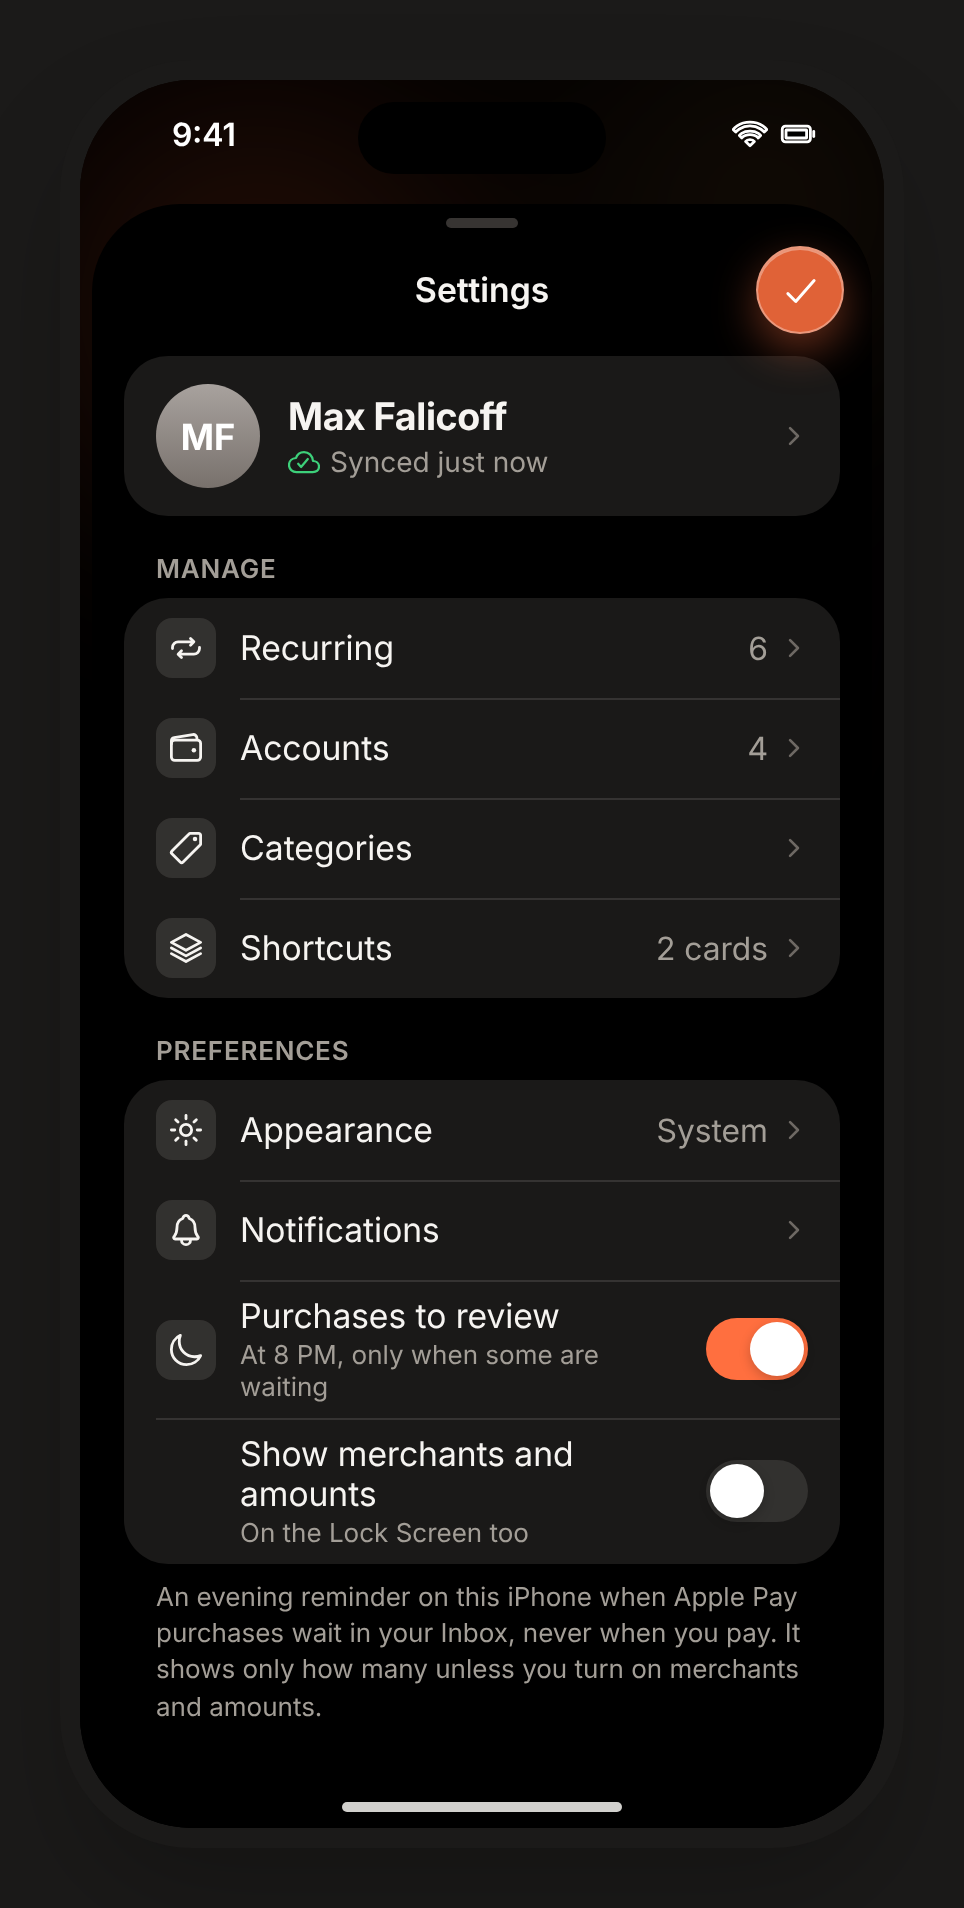 9:41
Settings
MF
Max Falicoff
Synced just now
MANAGE
Recurring 6
Accounts 4
Categories
Shortcuts 2 cards
PREFERENCES
Appearance System
Notifications
Purchases to review
At 8 PM, only when some are
waiting
Show merchants and
amounts
On the Lock Screen too
An evening reminder on this iPhone when Apple Pay
purchases wait in your Inbox, never when you pay. It
shows only how many unless you turn on merchants
and amounts.